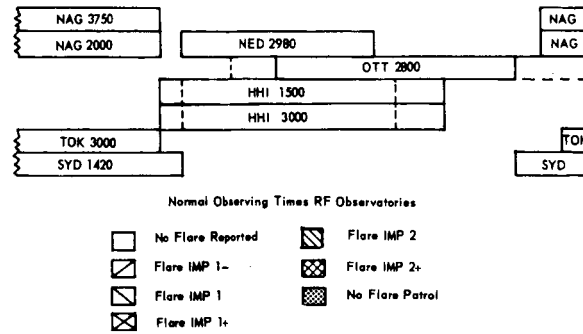 NAG 3750 NAG
NAG 2000 NED 2980 NAG
OTT 2800
HHI 1500
HHI 3000
TOK 3000 TOK
SYD 1420 SYD
Normal Observing Times RF Observatories
No Flare Reported Flare IMP 2
Flare IMP 1- Flare IMP 2+
Flare IMP 1 No Flare Patrol
Flare IMP 1+